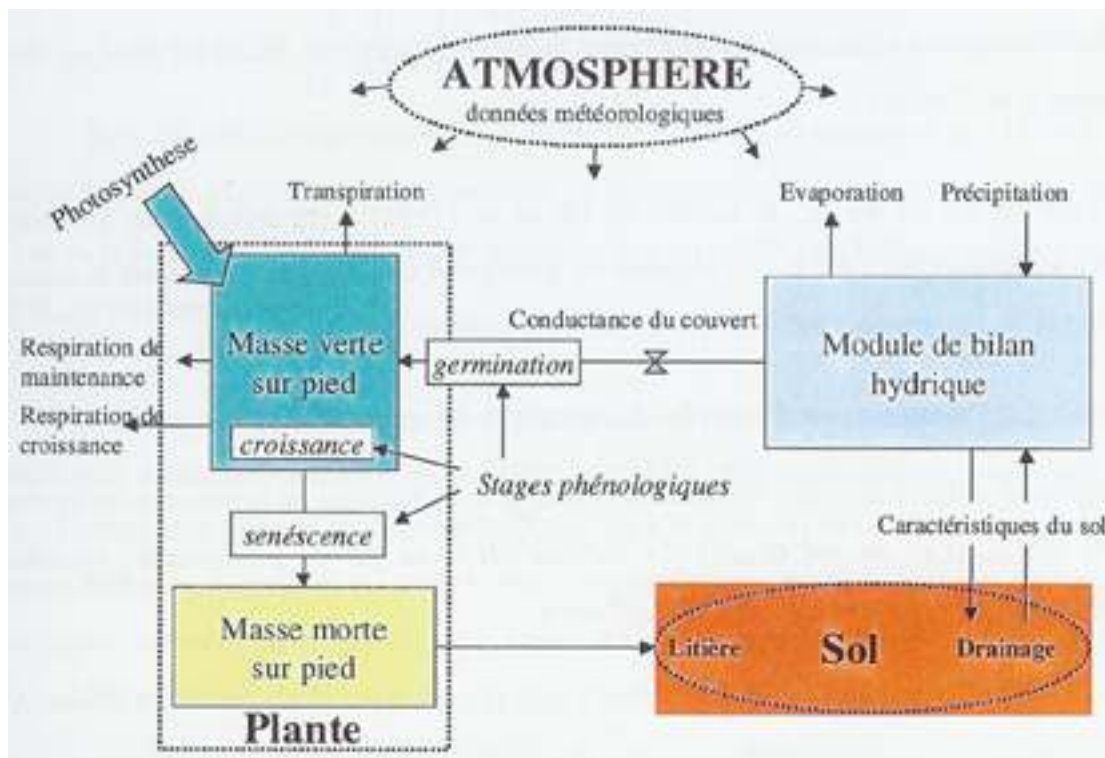 ATMOSPHERE
données météorologiques
Photosynthese
Transpiration
Evaporation
Précipitation
Conductance du couvert
Masse verte
sur pied
germination
Module de bilan
hydrique
Respiration de
maintenance
Respiration de
croissance
croissance
Stages phénologiques
senéscence
Caractéristiques du sol
Masse morte
sur pied
Litière
Sol
Drainage
Plante